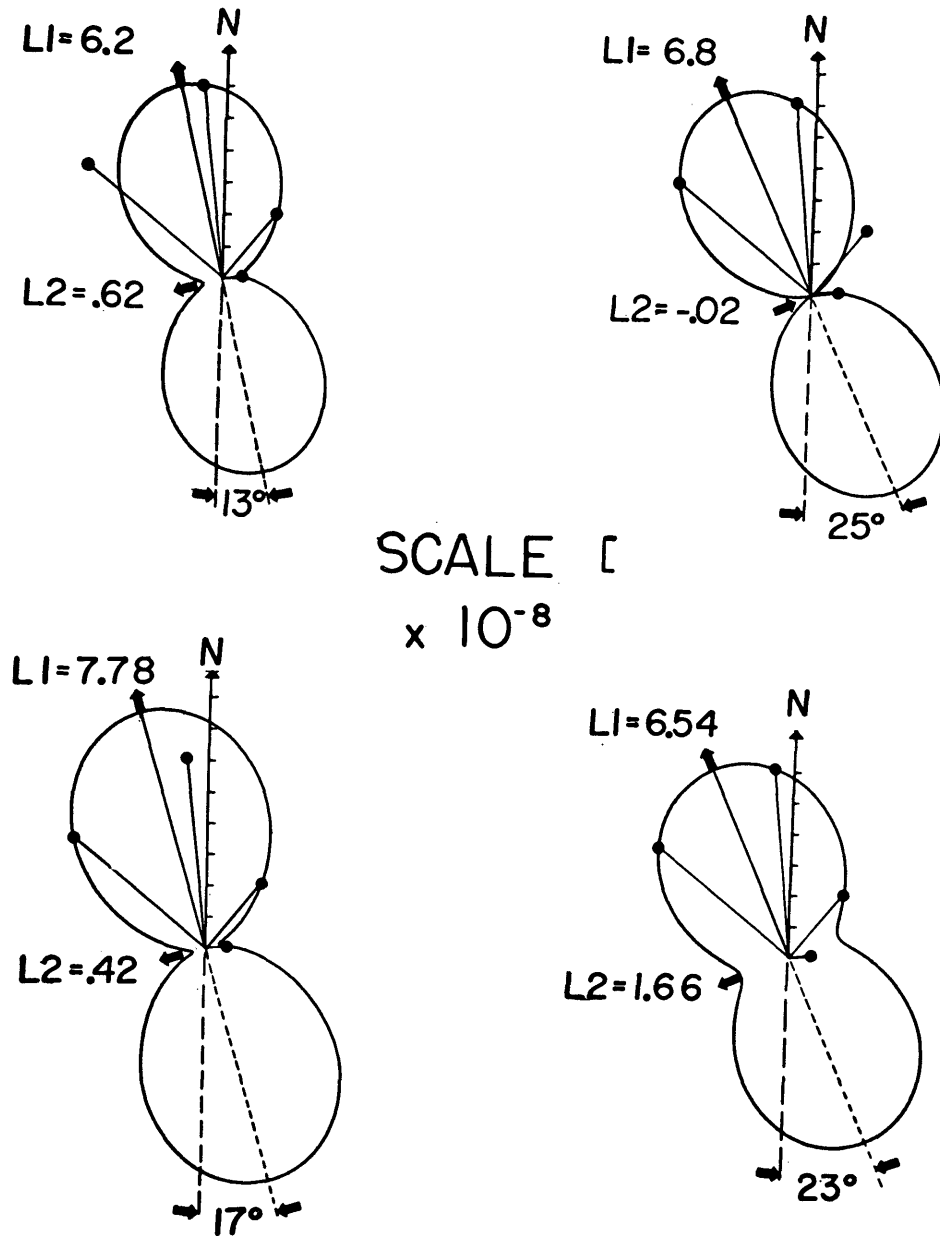 N
L1=6.2
L2=.62
13°
N
L1=6.8
L2=-.02
25°
SCALE [
x 10⁻⁸
N
L1=7.78
L2=.42
17°
N
L1=6.54
L2=1.66
23°